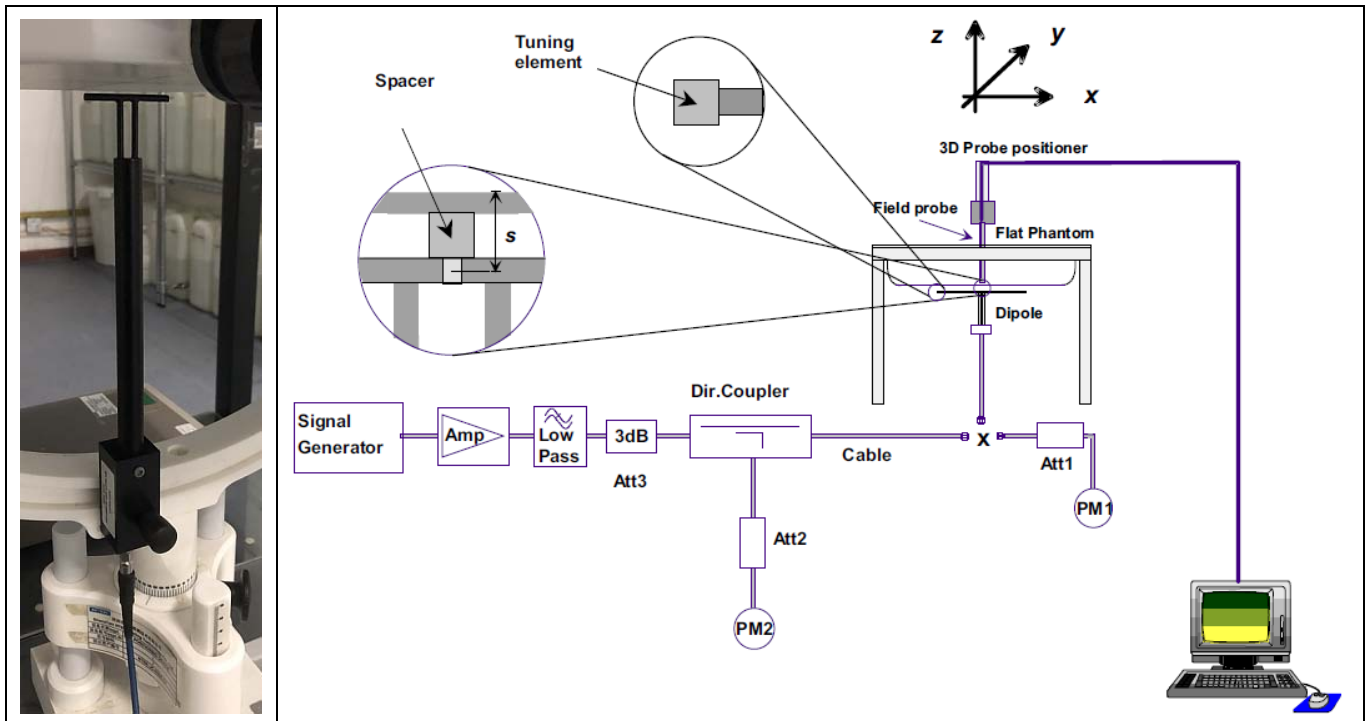 Tuning
element
Spacer
s
z
y
x
3D Probe positioner
Field probe
Flat Phantom
Dipole
Dir.Coupler
Signal
Generator
Amp
Low
Pass
3dB
Att3
Cable
x
Att1
PM1
Att2
PM2